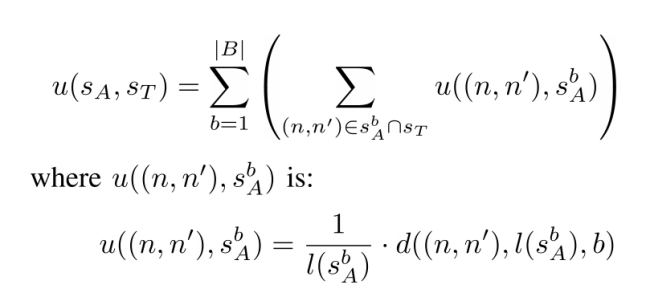 $$u(s_A, s_T) = \sum_{b=1}^{|B|} \left( \sum_{(n,n') \in s_A^b \cap s_T} u((n, n'), s_A^b) \right)$$
where $u((n, n'), s_A^b)$ is:
$$u((n, n'), s_A^b) = \frac{1}{l(s_A^b)} \cdot d((n, n'), l(s_A^b), b)$$